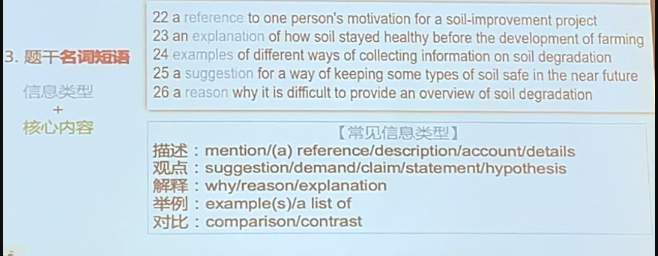 22 a reference to one person's motivation for a soil-improvement project
23 an explanation of how soil stayed healthy before the development of farming
3. 题干名词短语
24 examples of different ways of collecting information on soil degradation
25 a suggestion for a way of keeping some types of soil safe in the near future
信息类型
26 a reason why it is difficult to provide an overview of soil degradation
+
核心内容
【常见信息类型】
描述：mention/(a) reference/description/account/details
观点：suggestion/demand/claim/statement/hypothesis
解释：why/reason/explanation
举例：example(s)/a list of
对比：comparison/contrast